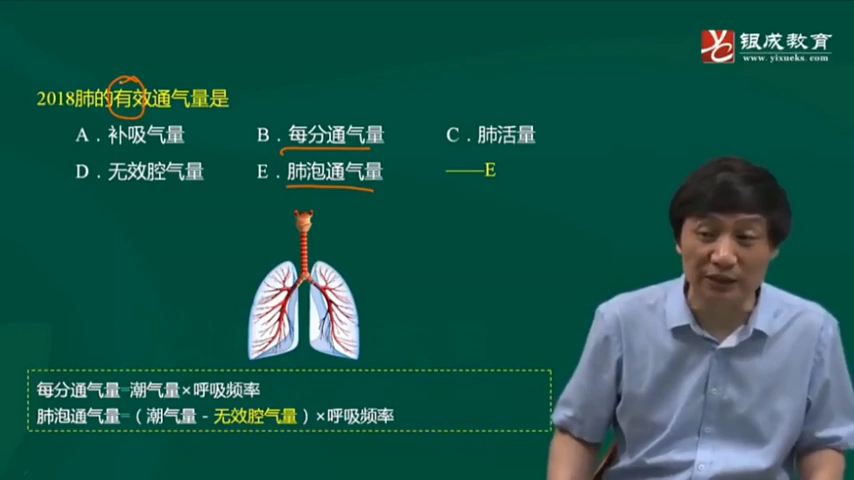 银成教育
www.yixueks.com
2018肺的有效通气量是
A．补吸气量 B．每分通气量 C．肺活量
D．无效腔气量 E．肺泡通气量 ——E
每分通气量=潮气量×呼吸频率
肺泡通气量=（潮气量－无效腔气量）×呼吸频率